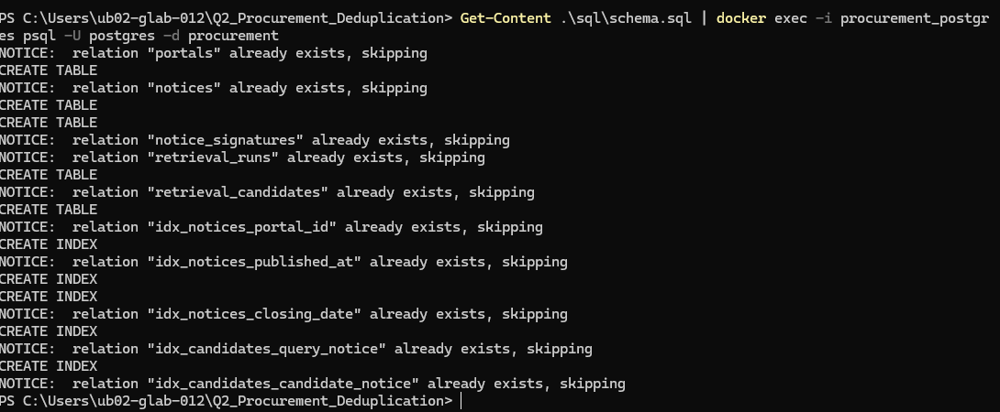 PS C:\Users\ub02-glab-012\Q2_Procurement_Deduplication> Get-Content .\sql\schema.sql | docker exec -i procurement_postgr
es psql -U postgres -d procurement
NOTICE:  relation "portals" already exists, skipping
CREATE TABLE
NOTICE:  relation "notices" already exists, skipping
CREATE TABLE
CREATE TABLE
NOTICE:  relation "notice_signatures" already exists, skipping
NOTICE:  relation "retrieval_runs" already exists, skipping
CREATE TABLE
NOTICE:  relation "retrieval_candidates" already exists, skipping
CREATE TABLE
NOTICE:  relation "idx_notices_portal_id" already exists, skipping
CREATE INDEX
NOTICE:  relation "idx_notices_published_at" already exists, skipping
CREATE INDEX
CREATE INDEX
NOTICE:  relation "idx_notices_closing_date" already exists, skipping
CREATE INDEX
NOTICE:  relation "idx_candidates_query_notice" already exists, skipping
CREATE INDEX
NOTICE:  relation "idx_candidates_candidate_notice" already exists, skipping
PS C:\Users\ub02-glab-012\Q2_Procurement_Deduplication>